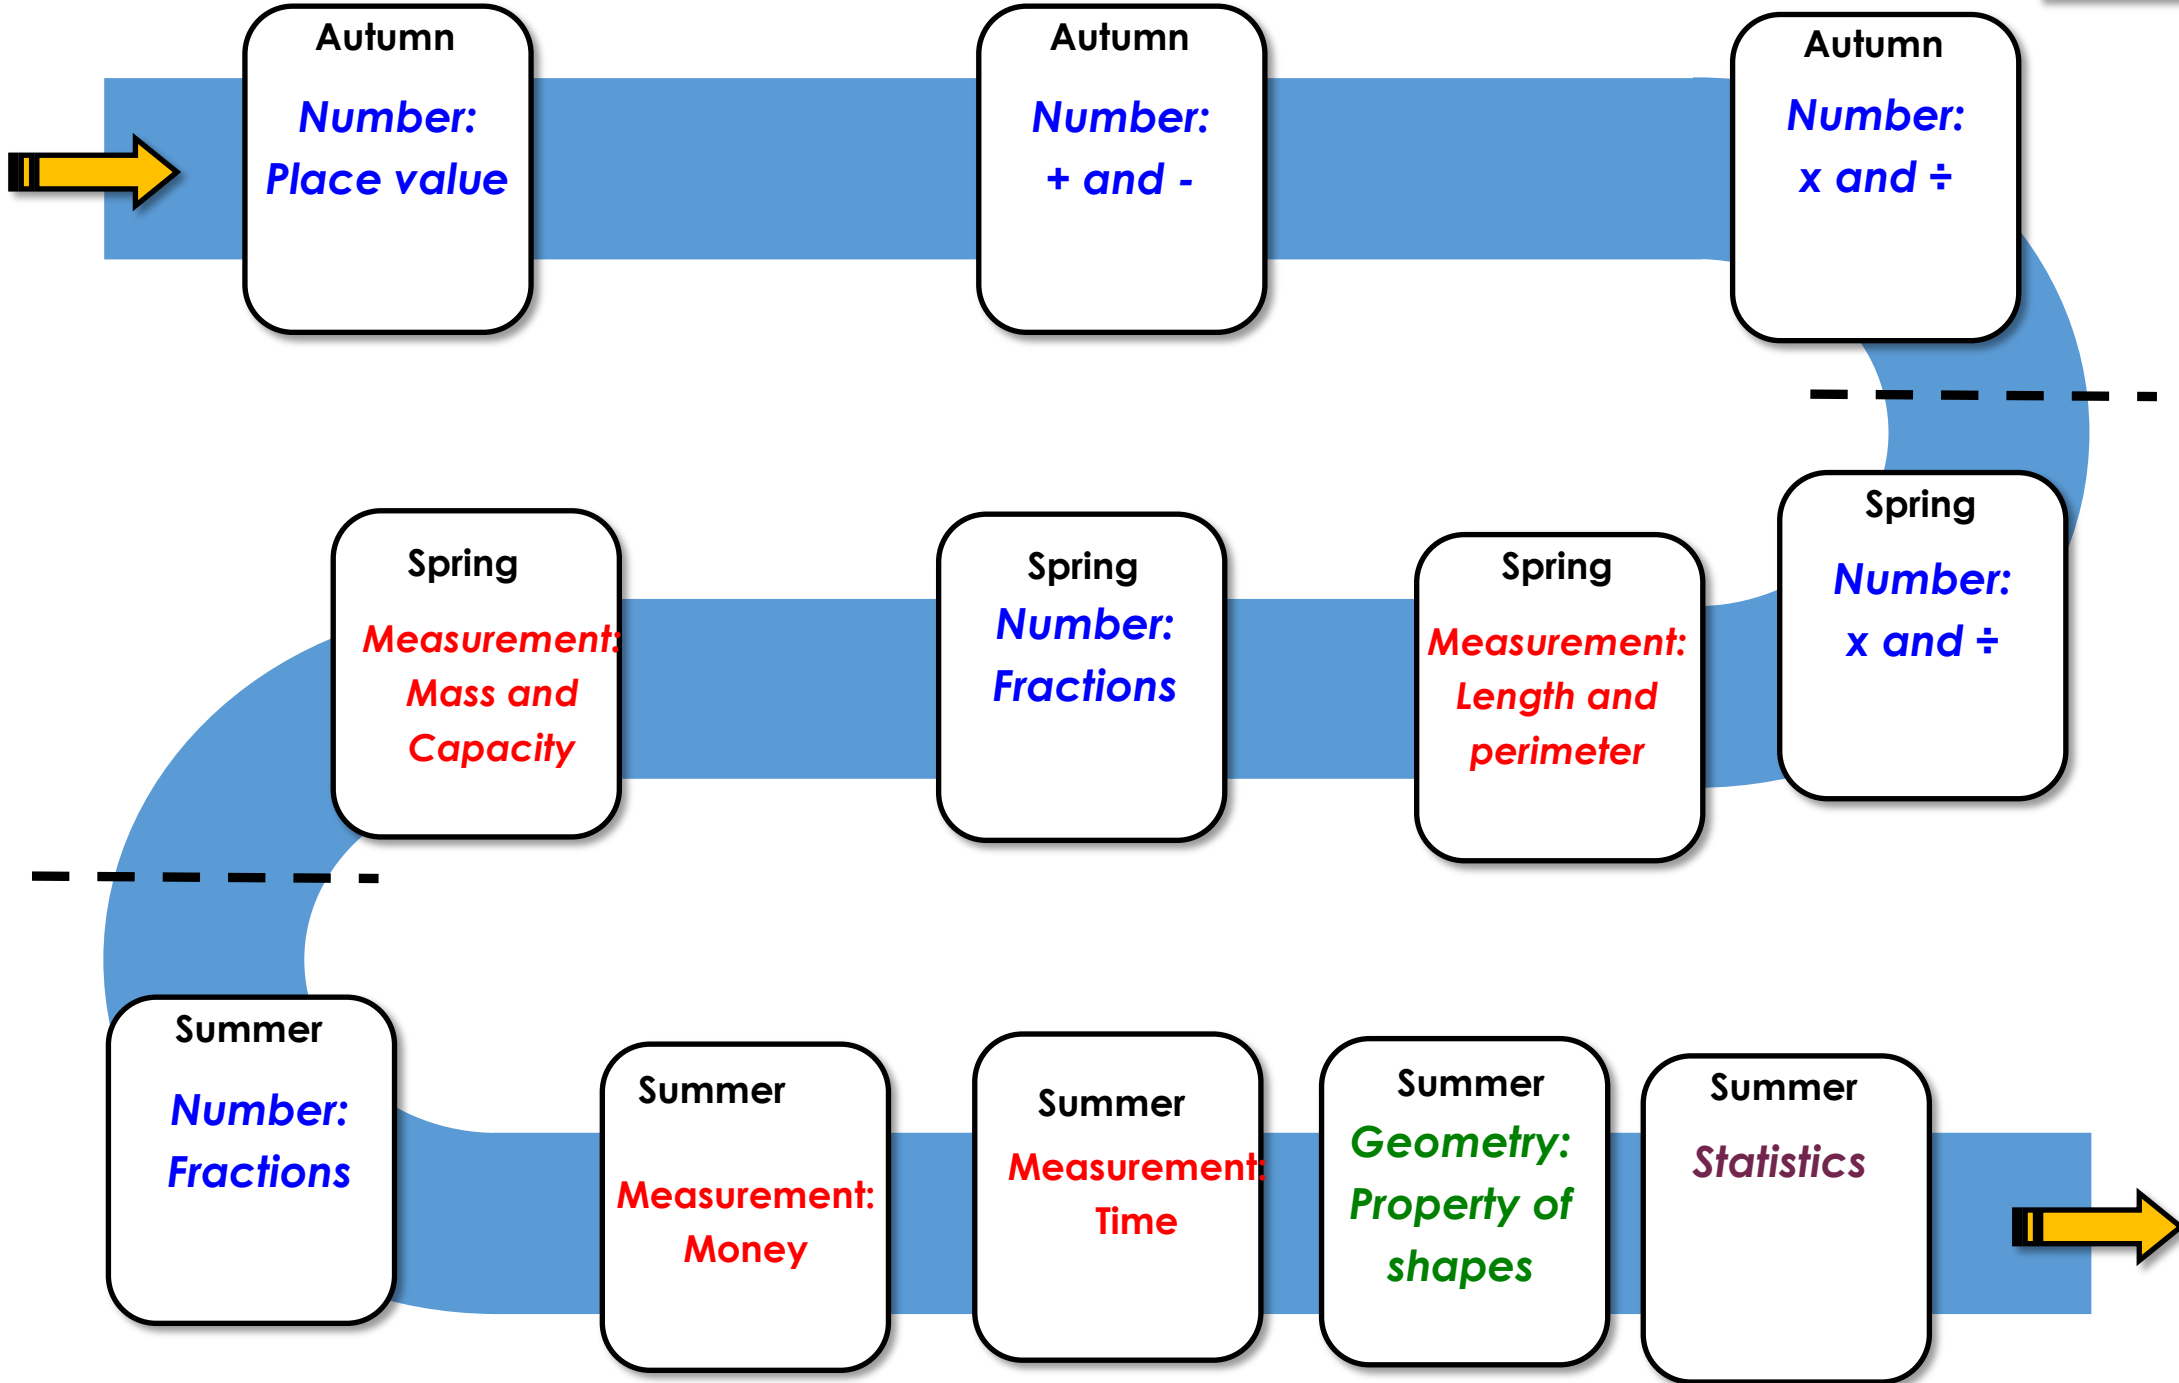 Autumn
Number:
Place value
Autumn
Number:
+ and -
Autumn
Number:
x and ÷
Spring
Number:
x and ÷
Spring
Measurement:
Length and
perimeter
Spring
Number:
Fractions
Spring
Measurement:
Mass and
Capacity
Summer
Number:
Fractions
Summer
Measurement:
Money
Summer
Measurement:
Time
Summer
Geometry:
Property of
shapes
Summer
Statistics